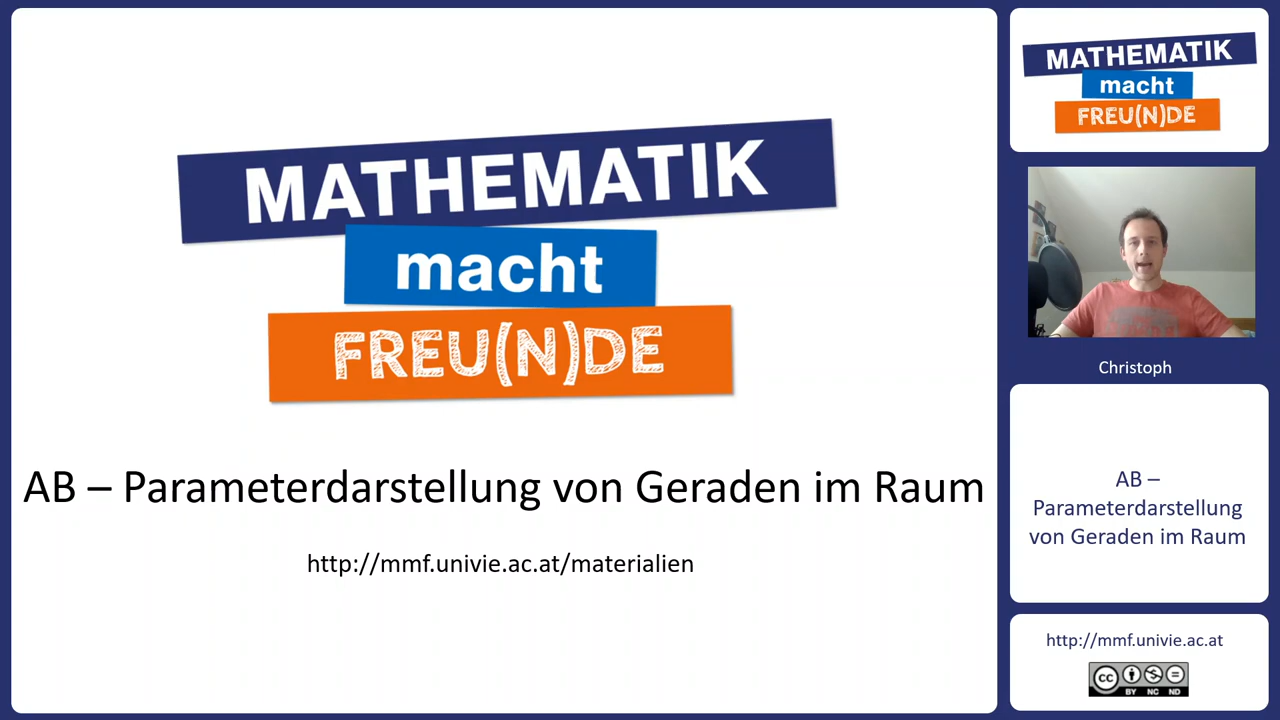 MATHEMATIK
macht
FREU(N)DE
AB – Parameterdarstellung von Geraden im Raum
http://mmf.univie.ac.at/materialien
MATHEMATIK
macht
FREU(N)DE
Christoph
AB –
Parameterdarstellung
von Geraden im Raum
http://mmf.univie.ac.at
CC BY NC ND